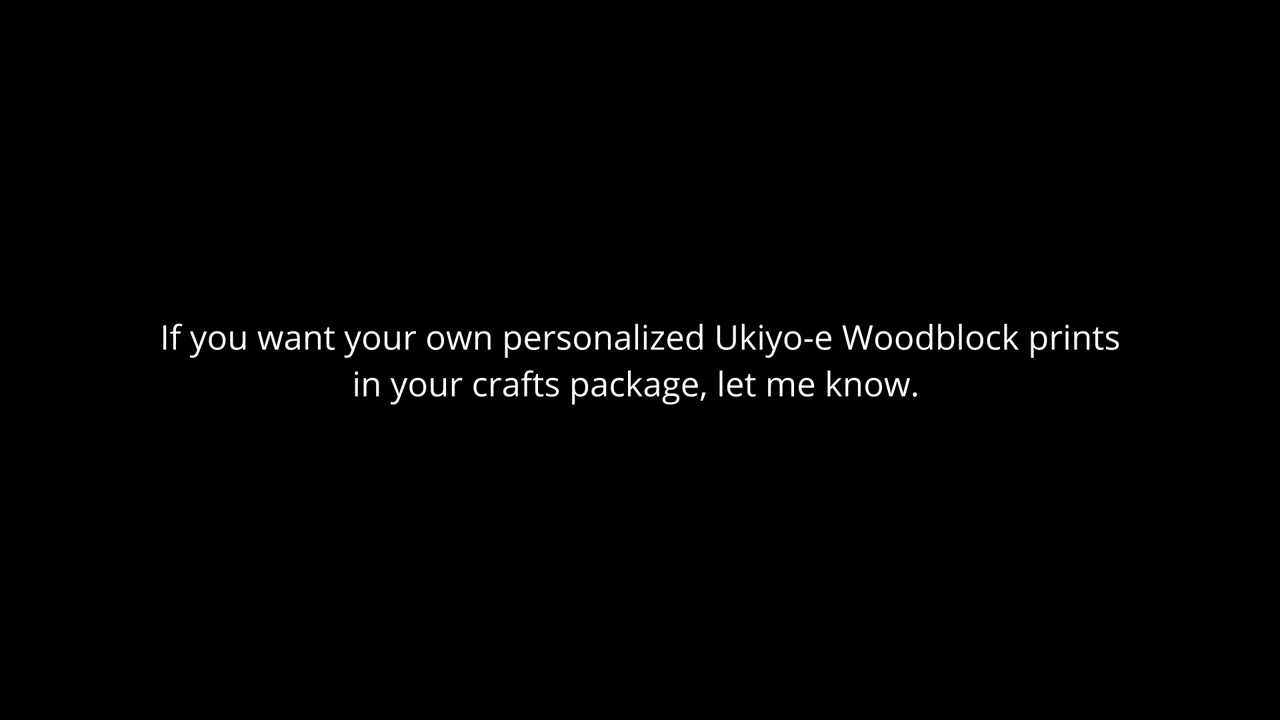 If you want your own personalized Ukiyo-e Woodblock prints
in your crafts package, let me know.